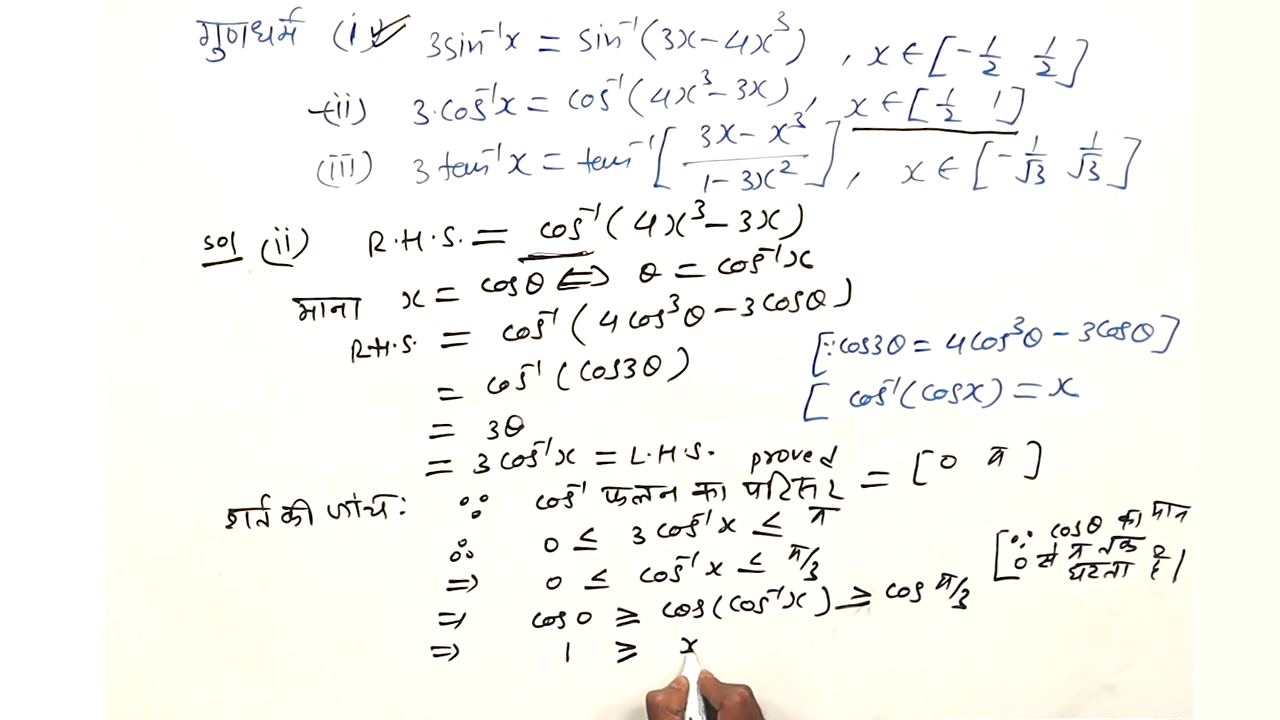 गुणधर्म (i) 3sin⁻¹x = sin⁻¹(3x-4x³), x ∈ [-1/2 1/2]
(ii) 3.cos⁻¹x = cos⁻¹(4x³-3x), x ∈ [1/2 1]
(iii) 3 tan⁻¹x = tan⁻¹[(3x-x³)/(1-3x²)], x ∈ [-1/√3 1/√3]
Sol (ii) R.H.S. = cos⁻¹(4x³-3x)
माना x = cosθ ⇔ θ = cos⁻¹x
R.H.S. = cos⁻¹(4cos³θ-3cosθ)
[∵cos3θ = 4cos³θ-3cosθ]
= cos⁻¹(cos3θ)
[cos⁻¹(cosx) = x
= 3θ
= 3cos⁻¹x = L.H.S. proved
शर्त की जांच: ∵ cos⁻¹ फलन का परिसर = [0 π]
∴ 0 ≤ 3cos⁻¹x ≤ π
⇒ 0 ≤ cos⁻¹x ≤ π/3
[∵ cosθ का मान
0 से π तक
घटता है।
⇒ cos0 ≥ cos(cos⁻¹x) ≥ cos π/3
⇒ 1 ≥ x